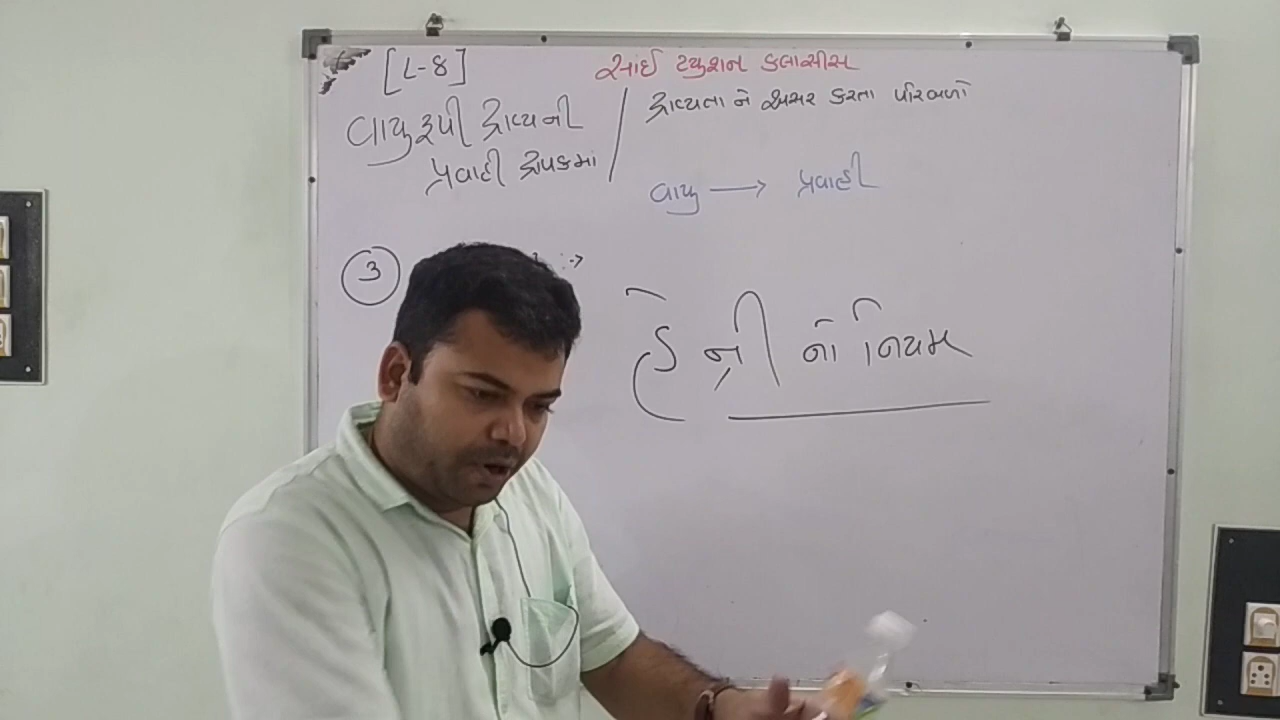 [L-8]
સાંઈ ટ્યુશન ક્લાસીસ
વાયુરૂપી દ્રાવ્યની
પ્રવાહી દ્રાવકમાં
દ્રાવ્યતા ને અસર કરતા પરિબળો
વાયુ → પ્રવાહી
3
:→
હેન્રી નો નિયમ